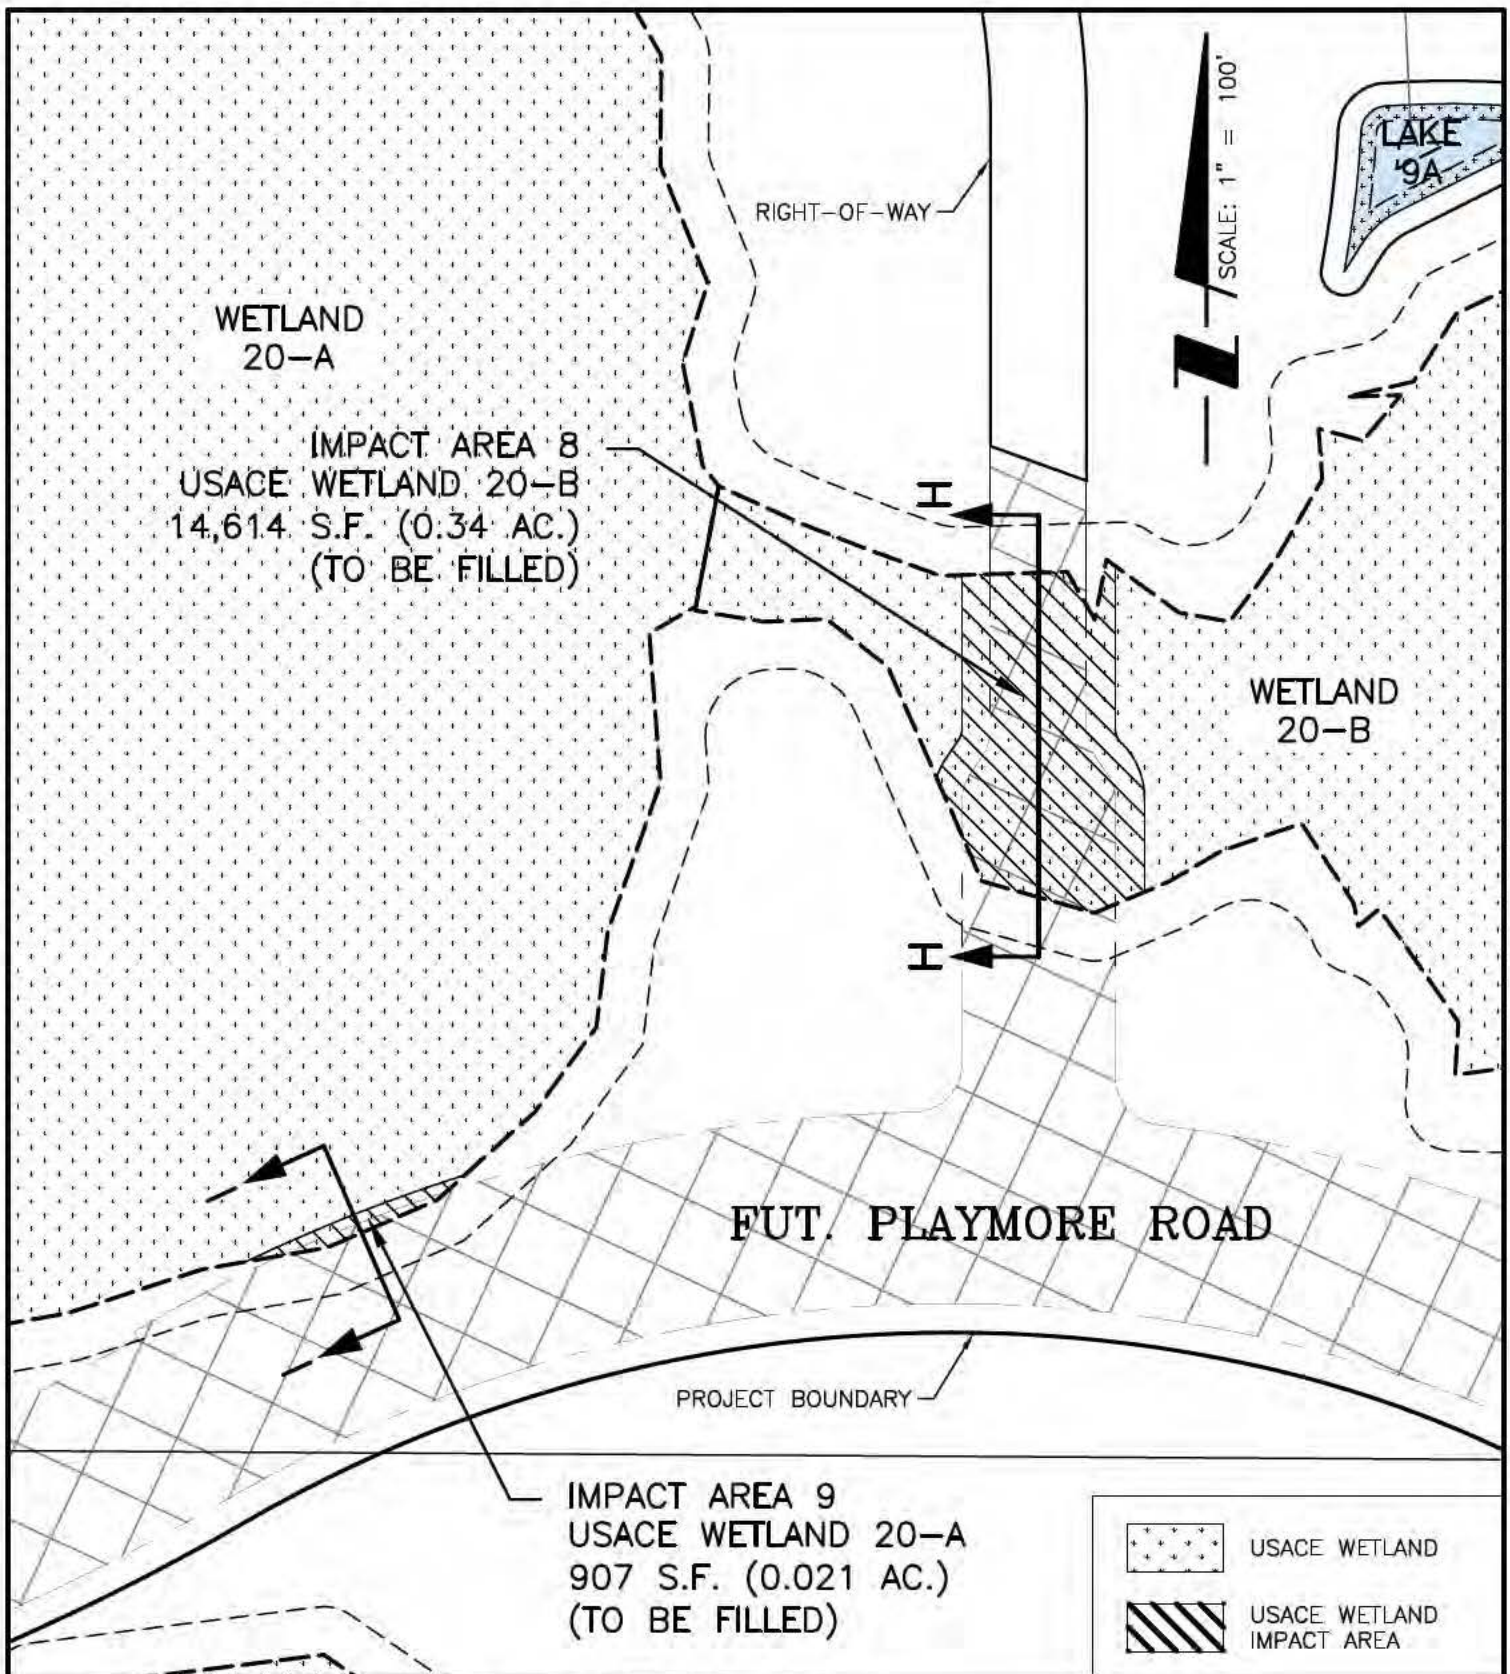 SCALE: 1" = 100'
LAKE
9A
RIGHT-OF-WAY
WETLAND
20-A
IMPACT AREA 8
USACE WETLAND 20-B
14,614 S.F. (0.34 AC.)
(TO BE FILLED)
H
N
WETLAND
20-B
H
FUT. PLAYMORE ROAD
PROJECT BOUNDARY
IMPACT AREA 9
USACE WETLAND 20-A
907 S.F. (0.021 AC.)
(TO BE FILLED)
USACE WETLAND
USACE WETLAND
IMPACT AREA